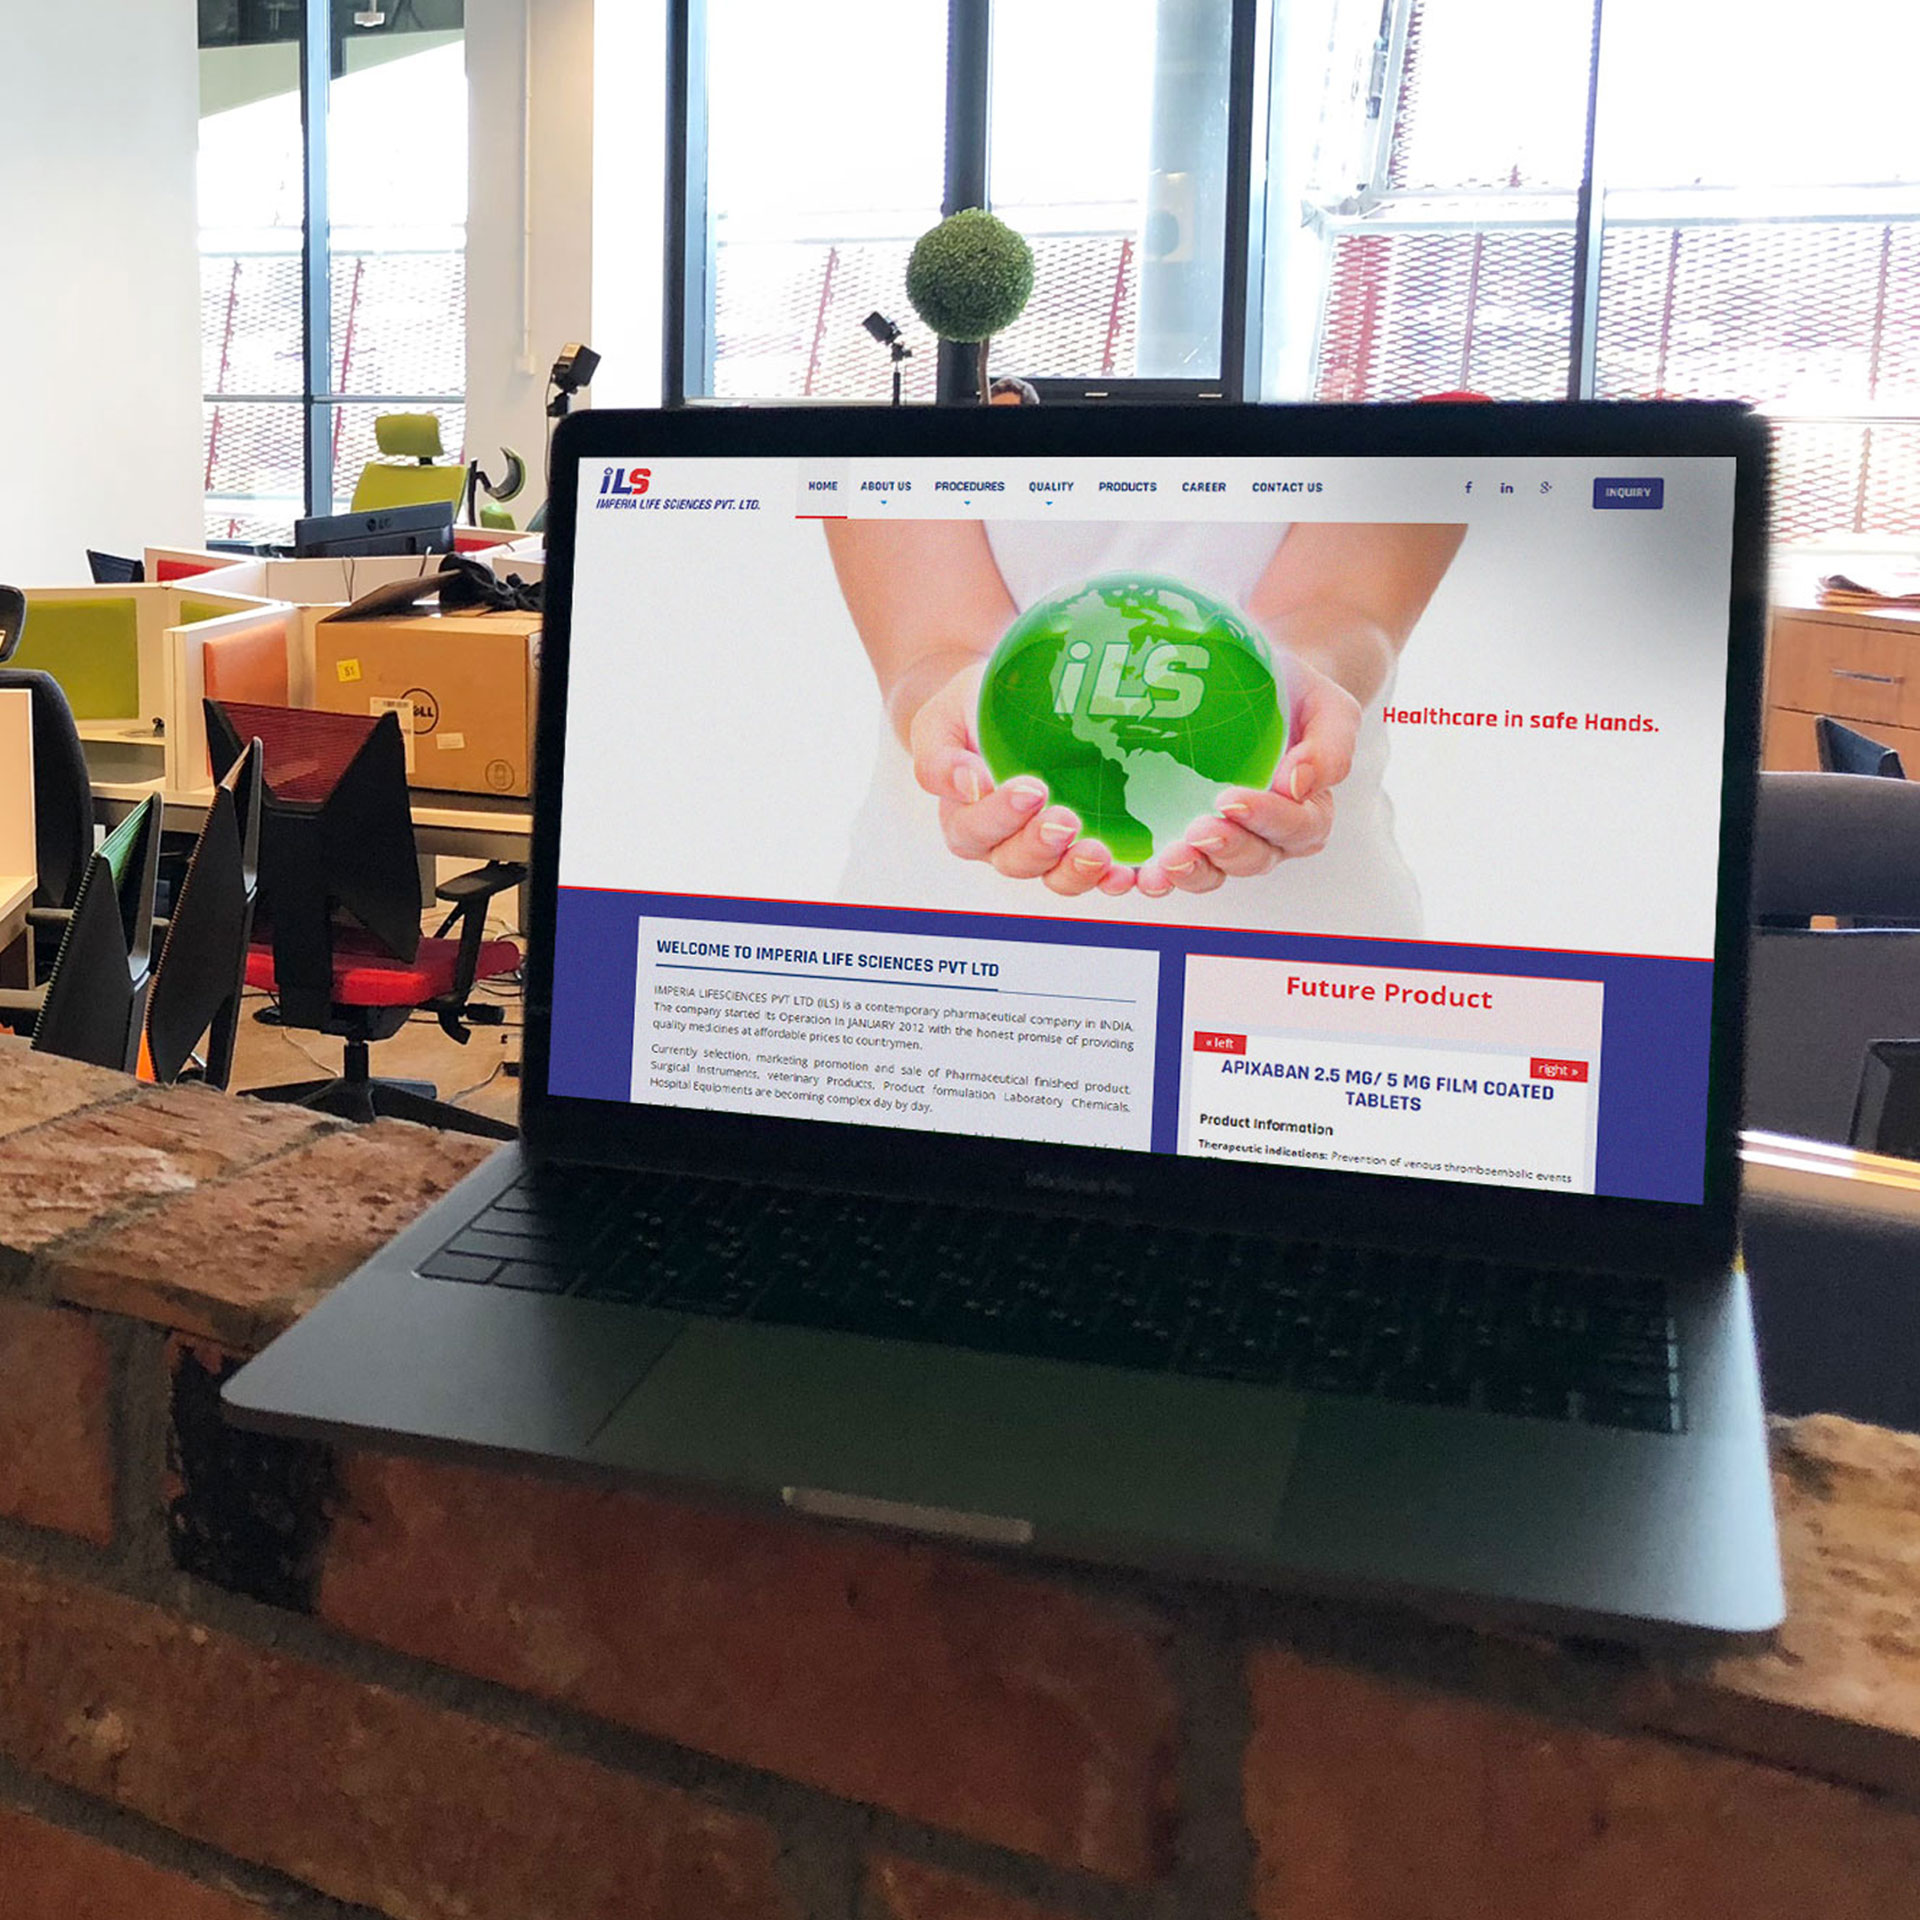 LG
51
DELL
iLS
IMPERIA LIFE SCIENCES PVT. LTD.
HOME ABOUT US PROCEDURES QUALITY PRODUCTS CAREER CONTACT US
f in g+ INQUIRY
iLS
Healthcare in safe Hands.
WELCOME TO IMPERIA LIFE SCIENCES PVT LTD
IMPERIA LIFESCIENCES PVT LTD (ILS) is a contemporary pharmaceutical company in INDIA.
The company started its Operation in JANUARY 2012 with the honest promise of providing
quality medicines at affordable prices to countrymen.
Currently selection, marketing promotion and sale of Pharmaceutical finished product,
Surgical Instruments, veterinary Products, Product formulation Laboratory Chemicals,
Hospital Equipments are becoming complex day by day.
Future Product
« left
right »
APIXABAN 2.5 MG/ 5 MG FILM COATED
TABLETS
Product Information
Therapeutic indications: Prevention of venous thromboembolic events